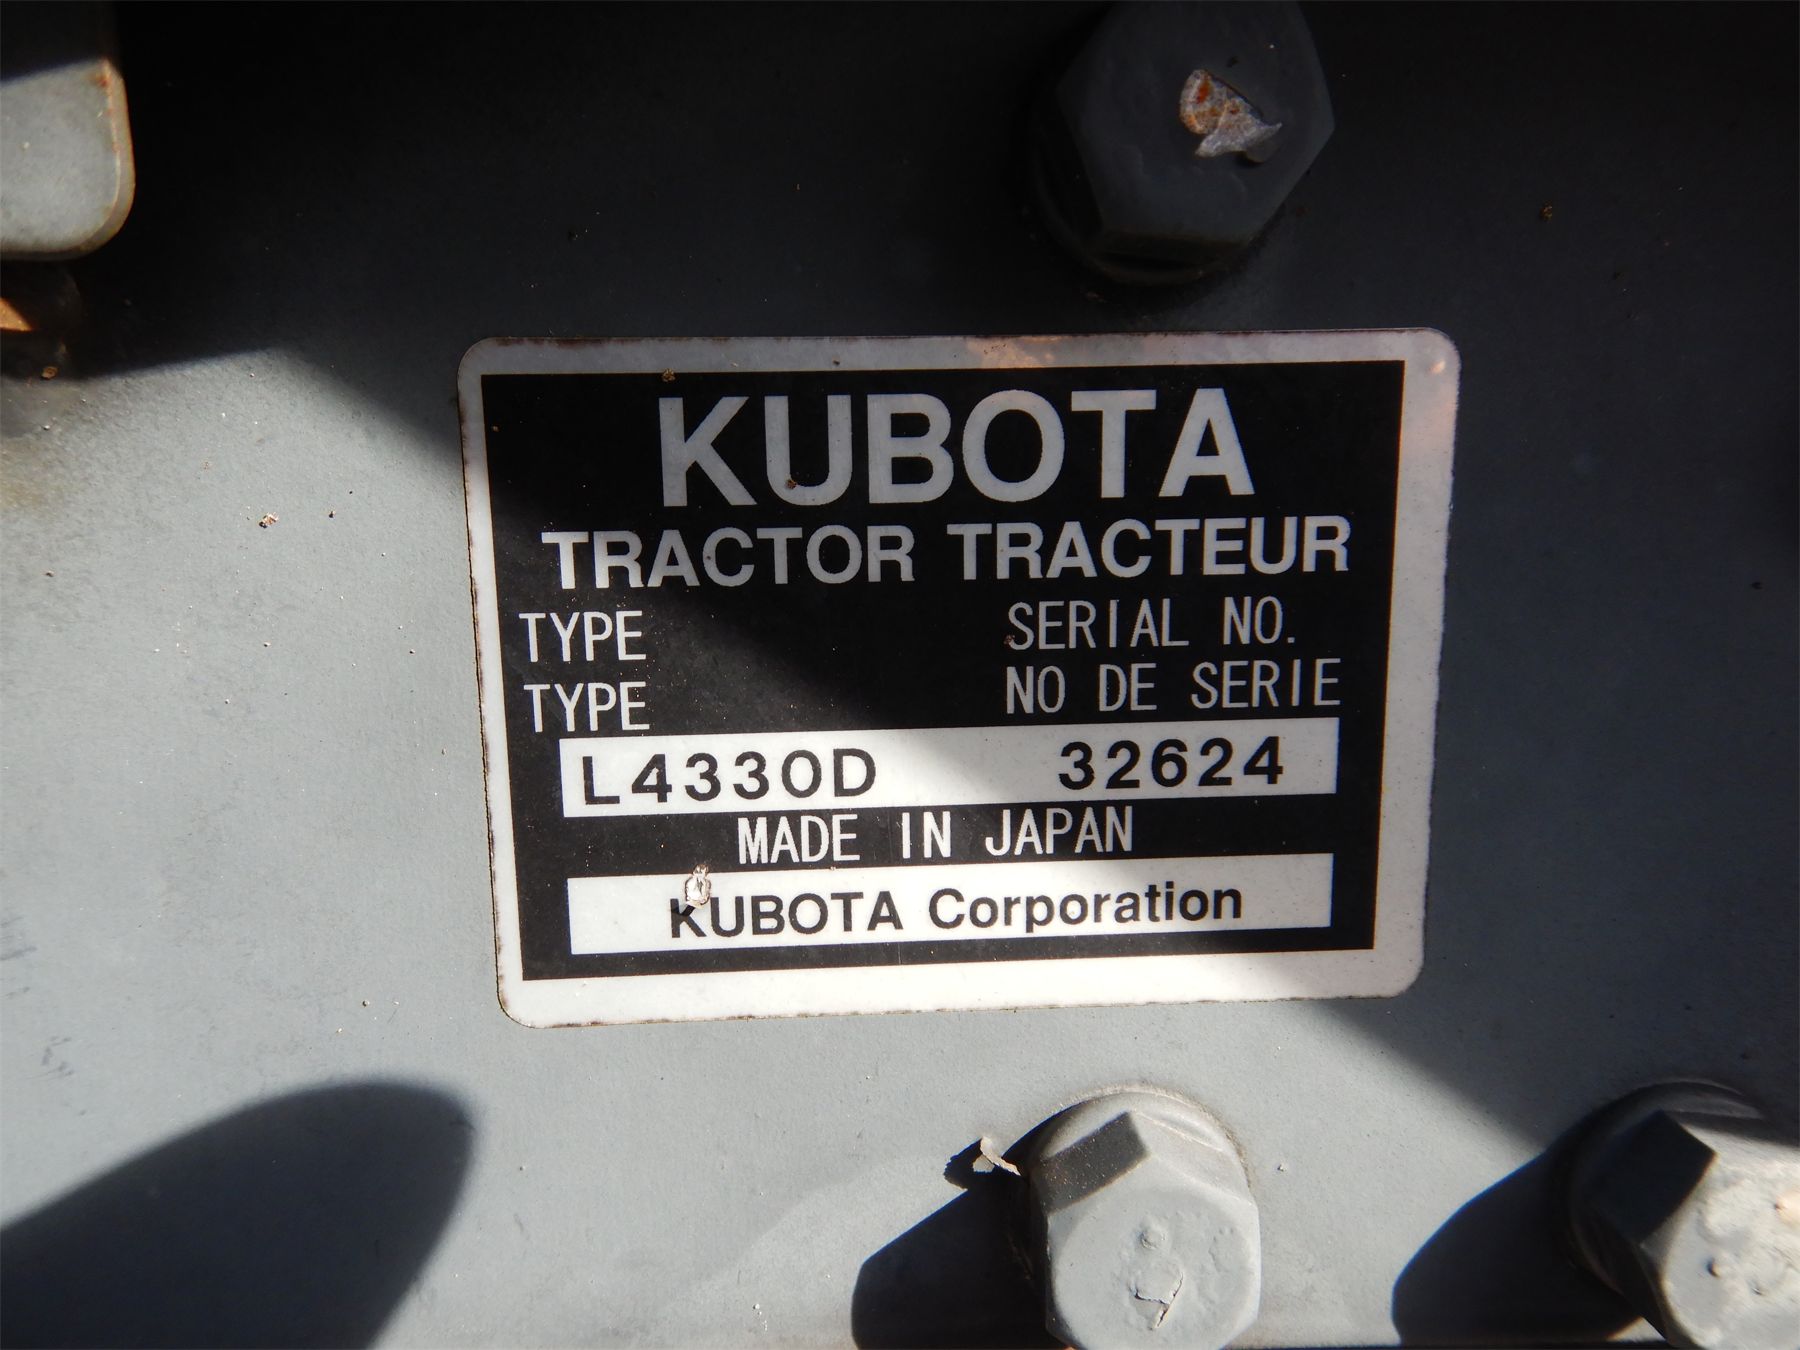 KUBOTA
TRACTOR TRACTEUR
TYPE SERIAL NO.
TYPE NO DE SERIE
L4330D 32624
MADE IN JAPAN
KUBOTA Corporation